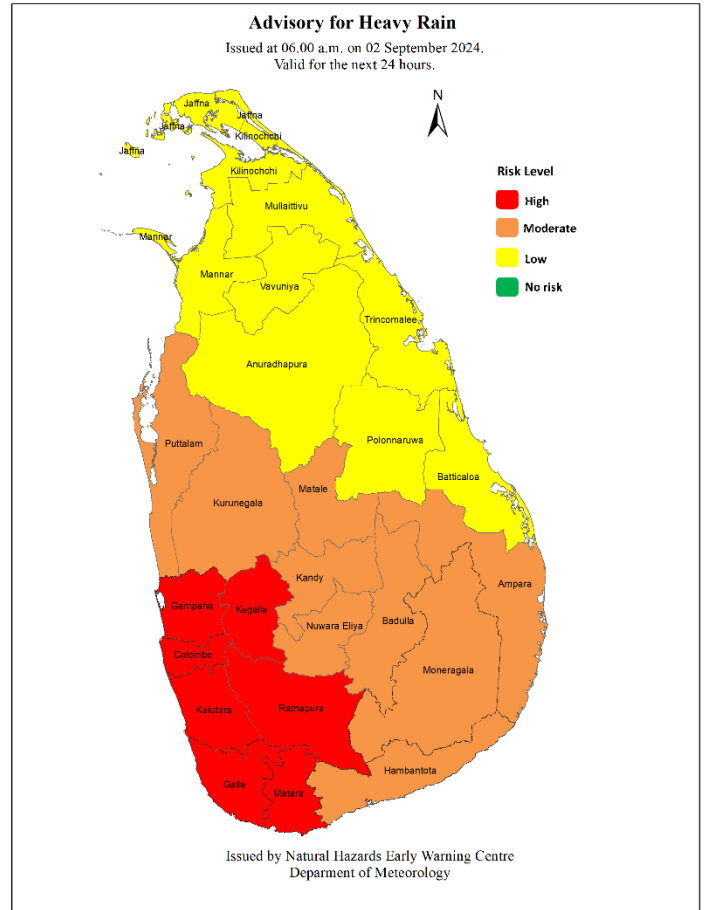 Advisory for Heavy Rain
Issued at 06.00 a.m. on 02 September 2024.
Valid for the next 24 hours.
N
Jaffna
Jaffna
Jaffna
Kilinochchi
Jaffna
Kilinochchi
Risk Level
High
Moderate
Low
No risk
Mullaittivu
Mannar
Mannar
Vavuniya
Trincomalee
Anuradhapura
Puttalam
Polonnaruwa
Batticaloa
Matale
Kurunegala
Kandy
Ampara
Gampaha
Kegalle
Nuwara Eliya
Badulla
Colombo
Moneragala
Kalutara
Ratnapura
Hambantota
Galle
Matara
Issued by Natural Hazards Early Warning Centre
Deparment of Meteorology